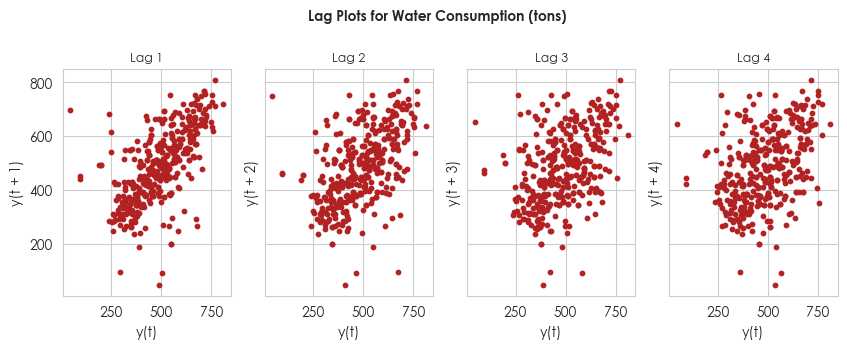 Lag Plots for Water Consumption (tons)
Lag 1 Lag 2 Lag 3 Lag 4
800
600
400
200
y(t + 1) y(t + 2) y(t + 3) y(t + 4)
250 500 750 250 500 750 250 500 750 250 500 750
y(t) y(t) y(t) y(t)